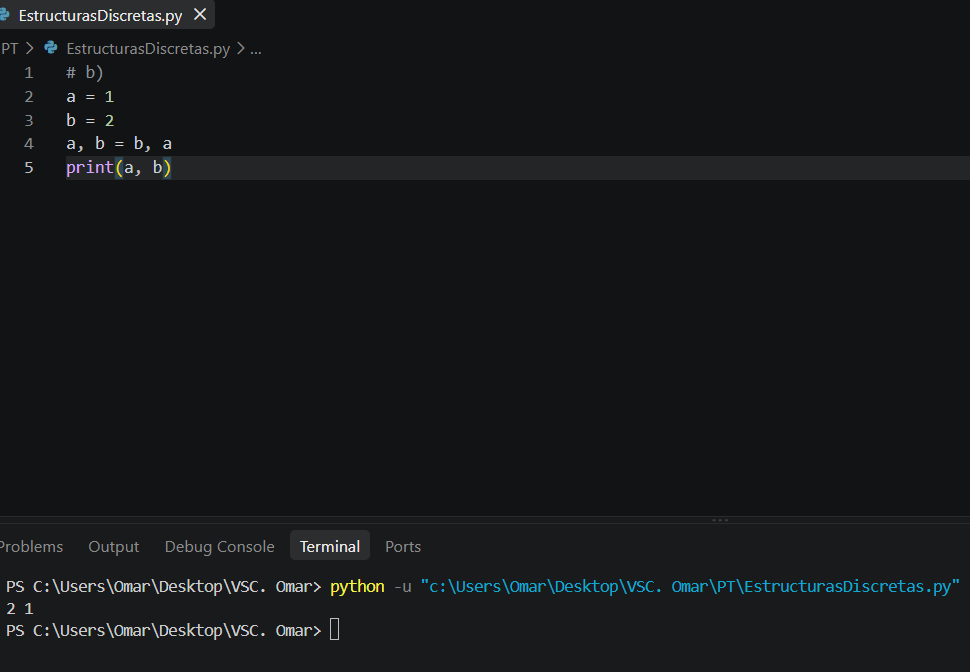 EstructurasDiscretas.py
PT > EstructurasDiscretas.py > ...
1 # b)
2 a = 1
3 b = 2
4 a, b = b, a
5 print(a, b)
Problems Output Debug Console Terminal Ports
PS C:\Users\Omar\Desktop\VSC. Omar> python -u "c:\Users\Omar\Desktop\VSC. Omar\PT\EstructurasDiscretas.py"
2 1
PS C:\Users\Omar\Desktop\VSC. Omar>